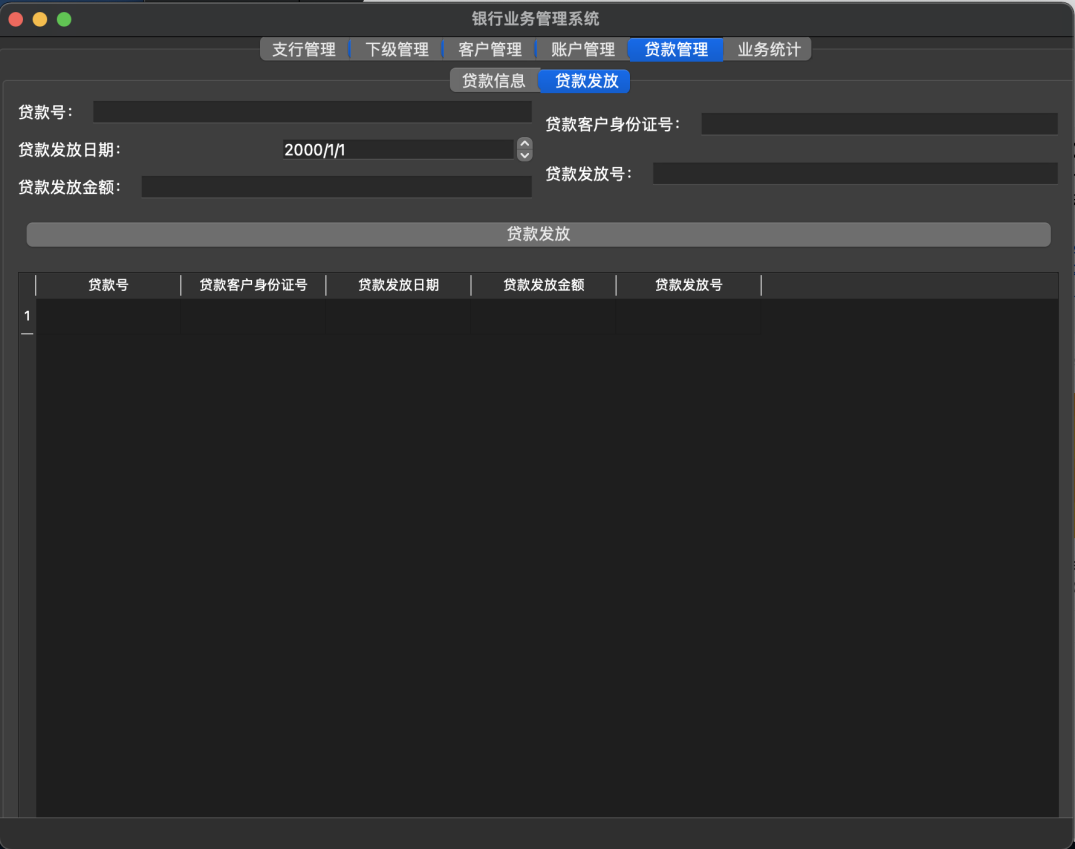 银行业务管理系统
支行管理 下级管理 客户管理 账户管理 贷款管理 业务统计
贷款信息 贷款发放
贷款号：
贷款客户身份证号：
贷款发放日期： 2000/1/1
贷款发放号：
贷款发放金额：
贷款发放
贷款号 贷款客户身份证号 贷款发放日期 贷款发放金额 贷款发放号
1